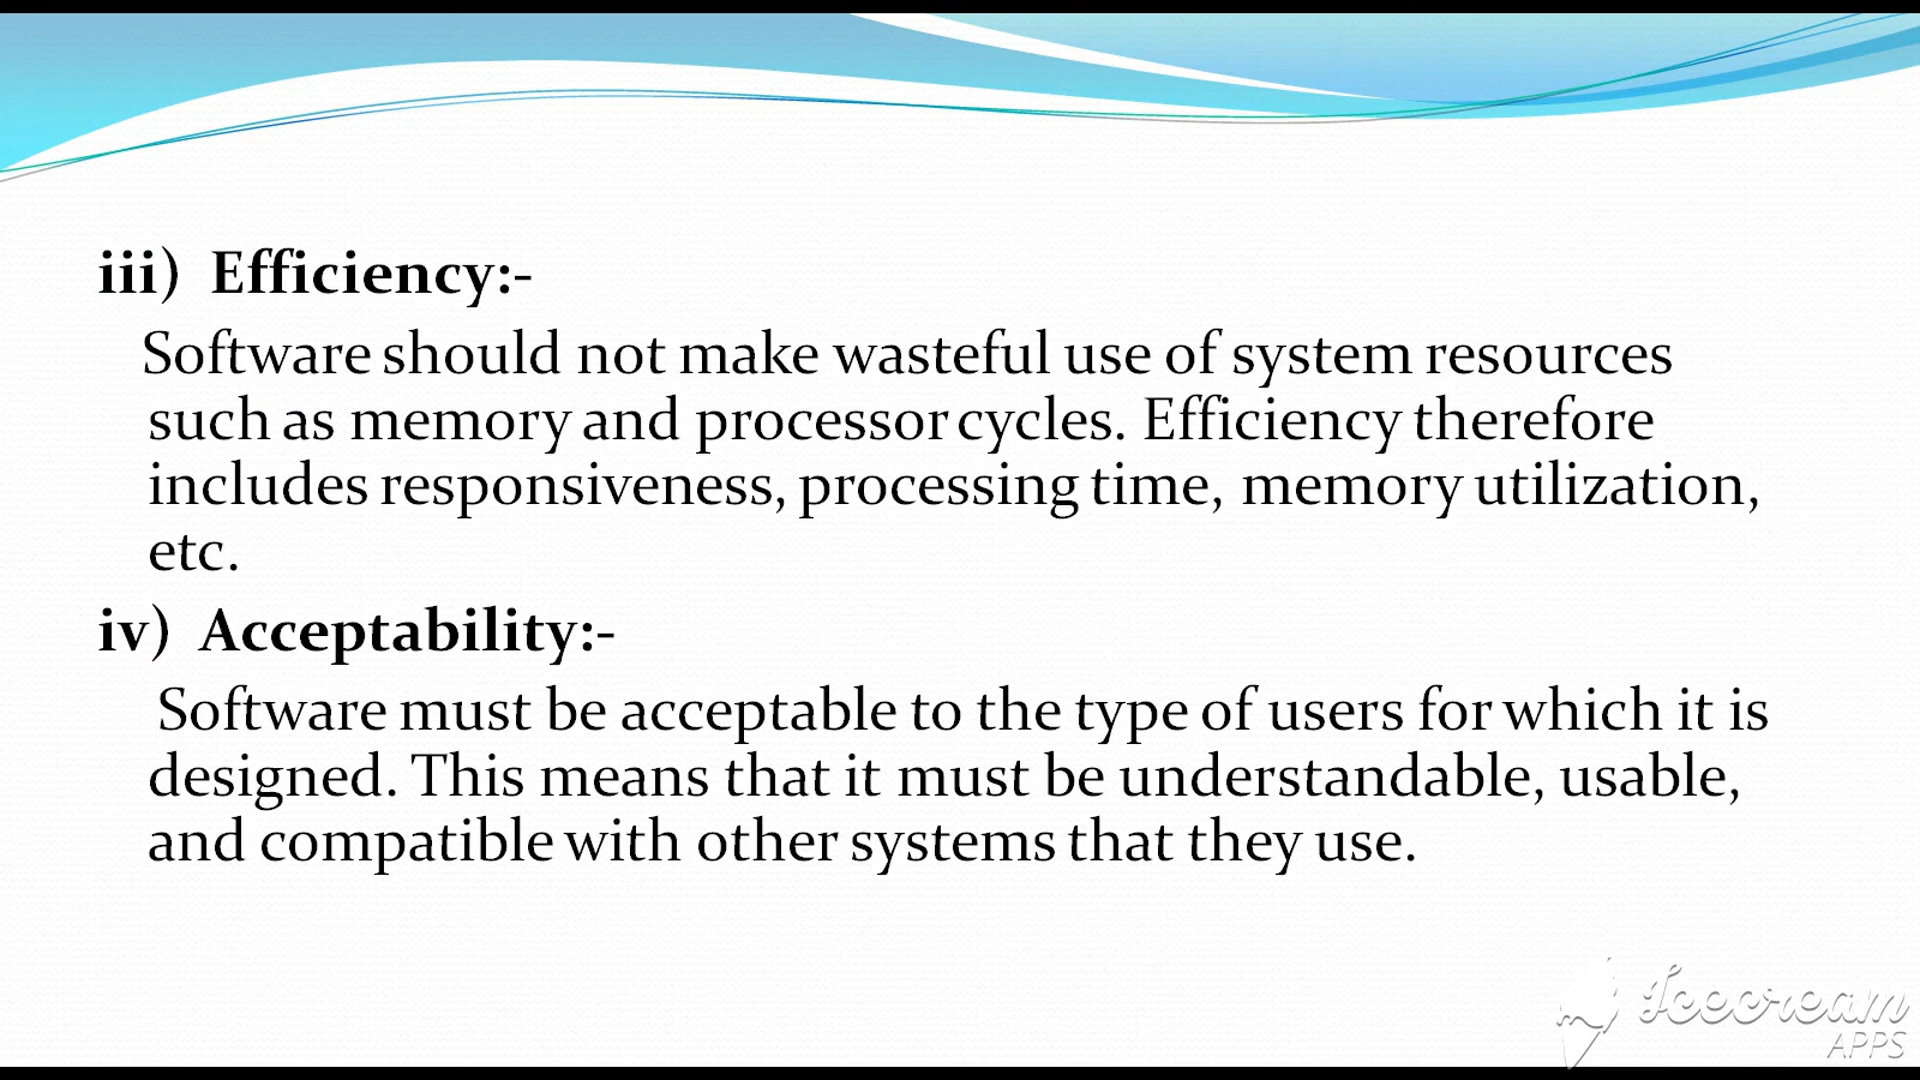 iii) Efficiency:-
Software should not make wasteful use of system resources
such as memory and processor cycles. Efficiency therefore
includes responsiveness, processing time, memory utilization,
etc.
iv) Acceptability:-
Software must be acceptable to the type of users for which it is
designed. This means that it must be understandable, usable,
and compatible with other systems that they use.
Icecream
APPS